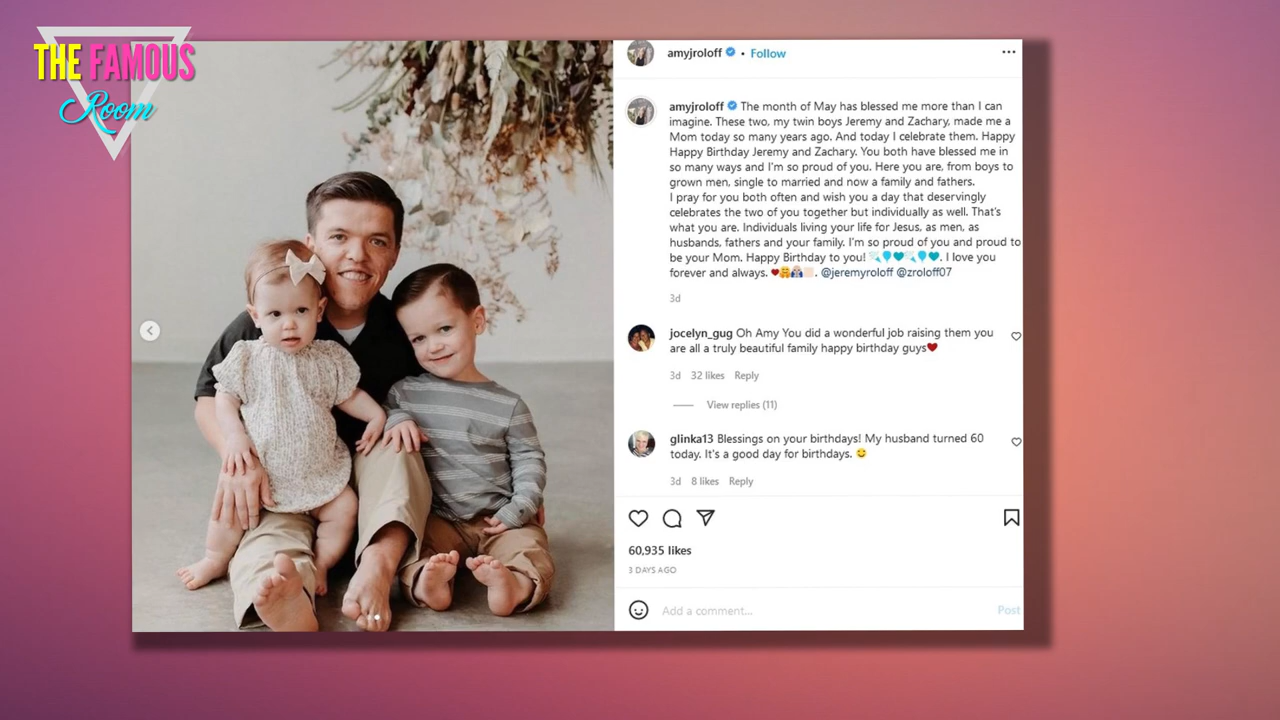 THE FAMOUS
Room
amyjroloff • Follow
amyjroloff The month of May has blessed me more than I can
imagine. These two, my twin boys Jeremy and Zachary, made me a
Mom today so many years ago. And today I celebrate them. Happy
Happy Birthday Jeremy and Zachary. You both have blessed me in
so many ways and I'm so proud of you. Here you are, from boys to
grown men, single to married and now a family and fathers.
I pray for you both often and wish you a day that deservingly
celebrates the two of you together but individually as well. That's
what you are. Individuals living your life for Jesus, as men, as
husbands, fathers and your family. I'm so proud of you and proud to
be your Mom. Happy Birthday to you! . I love you
forever and always. . @jeremyroloff @zroloff07
3d
jocelyn_gug Oh Amy You did a wonderful job raising them you
are all a truly beautiful family happy birthday guys❤
3d 32 likes Reply
View replies (11)
glinka13 Blessings on your birthdays! My husband turned 60
today. It's a good day for birthdays. 😊
3d 8 likes Reply
60,935 likes
3 DAYS AGO
Add a comment... Post